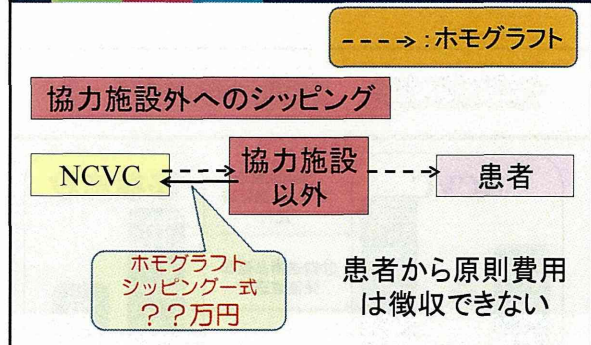 ----→:ホモグラフト
協力施設外へのシッピング
NCVC
協力施設
以外
患者
ホモグラフト
シッピング一式
??万円
患者から原則費用
は徴収できない